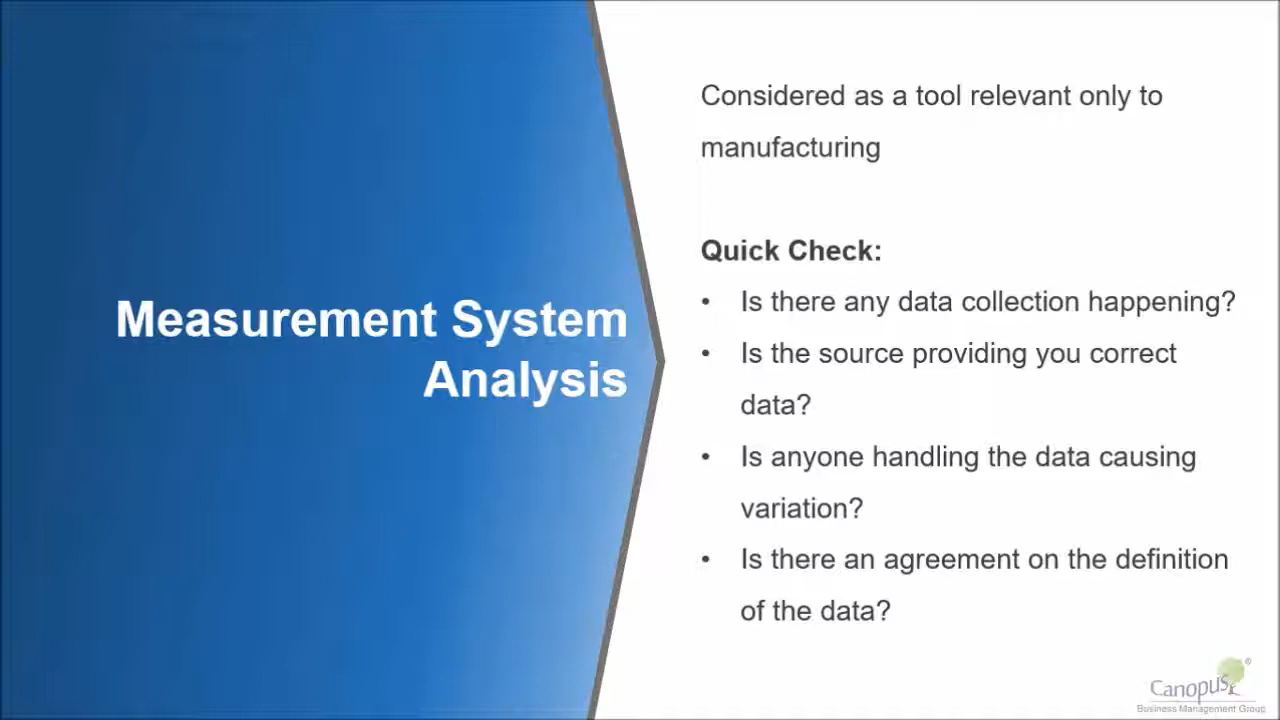 Measurement System
Analysis
Considered as a tool relevant only to
manufacturing
Quick Check:
• Is there any data collection happening?
• Is the source providing you correct
data?
• Is anyone handling the data causing
variation?
• Is there an agreement on the definition
of the data?
Canopus®
Business Management Group